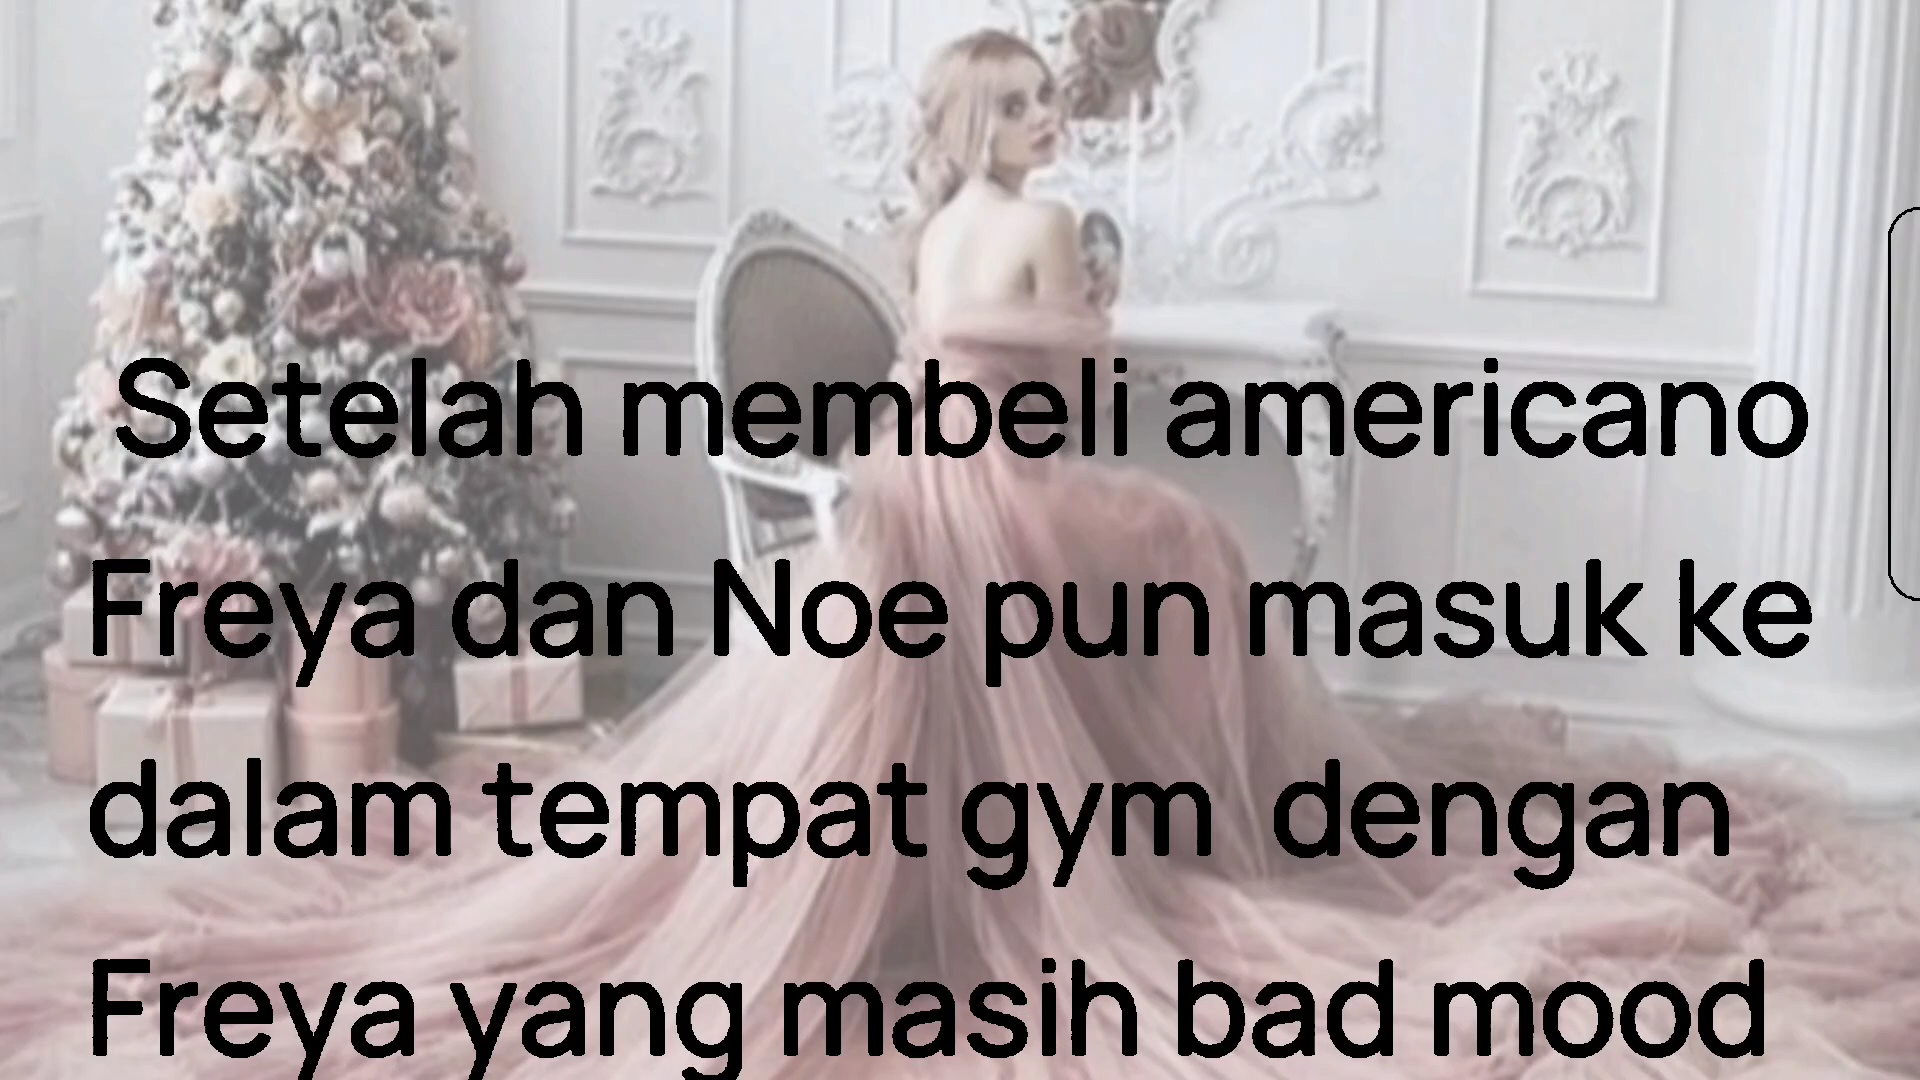 Setelah membeli americano
Freya dan Noe pun masuk ke
dalam tempat gym dengan
Freya yang masih bad mood